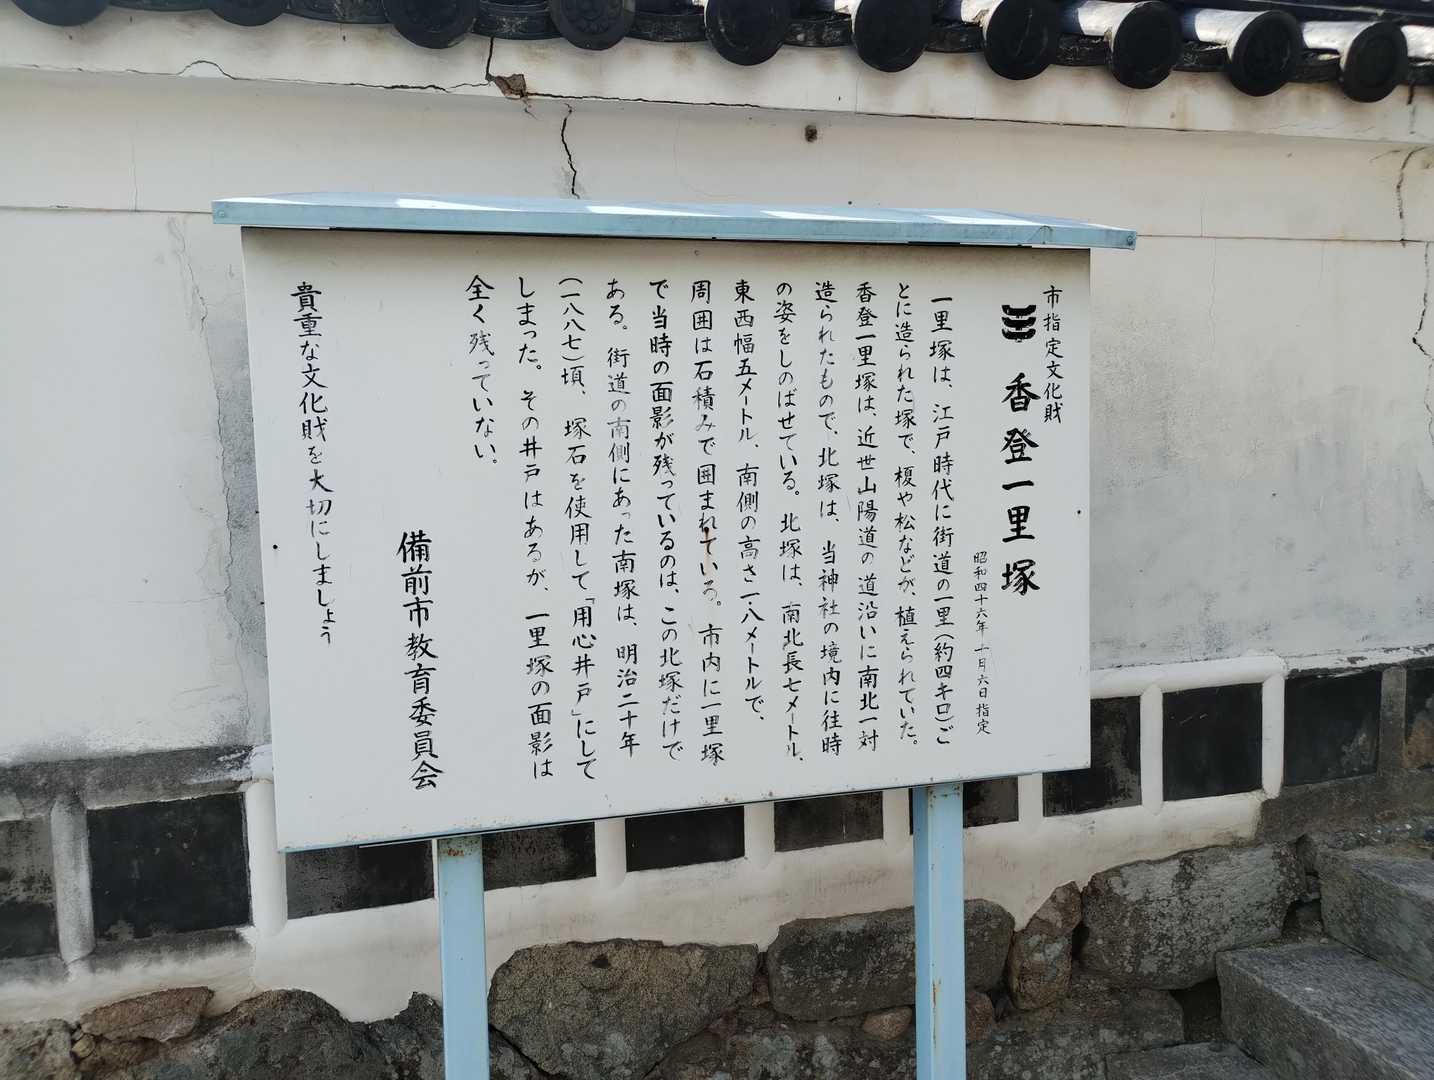 市指定文化財
香登一里塚
昭和四十六年十月六日指定
一里塚は、江戸時代に街道の一里(約四キロ)ご
とに造られた塚で、榎や松などが、植えられていた。
香登一里塚は、近世山陽道の道沿いに南北一対
造られたもので、北塚は、当神社の境内に往時
の姿をしのばせている。北塚は、南北長七メートル、
東西幅五メートル、南側の高さ一・八メートルで、
周囲は石積みで囲まれている。市内に一里塚
で当時の面影が残っているのは、この北塚だけで
ある。街道の南側にあった南塚は、明治二十年
(一八八七)頃、塚石を使用して「用心井戸」にして
しまった。その井戸はあるが、一里塚の面影は
全く残っていない。
備前市教育委員会
貴重な文化財を大切にしましょう